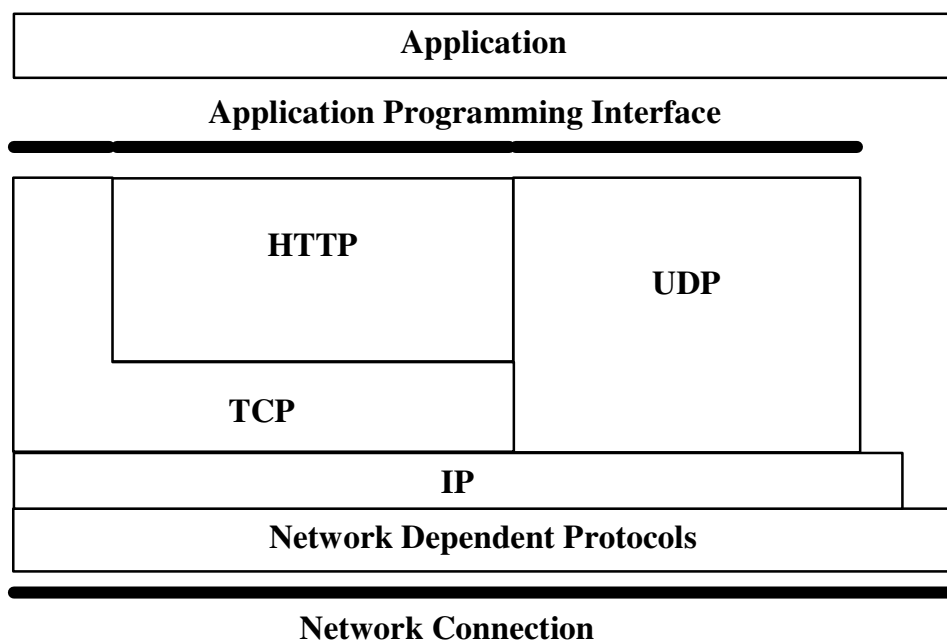 Application
Application Programming Interface
HTTP
UDP
TCP
IP
Network Dependent Protocols
Network Connection